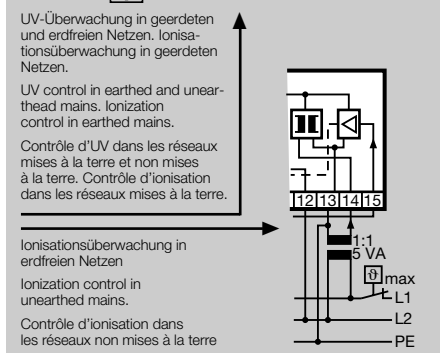 UV-Überwachung in geerdeten
und erdfreien Netzen. Ionisa-
tionsüberwachung in geerdeten
Netzen.
UV control in earthed and unear-
thead mains. Ionization
control in earthed mains.
Contrôle d'UV dans les réseaux
mises à la terre et non mises
à la terre. Contrôle d'ionisation
dans les réseaux mises à la terre.
12 13 14 15
1:1
5 VA
ϑ max
L1
L2
PE
Ionisationsüberwachung in
erdfreien Netzen
Ionization control in
unearthed mains.
Contrôle d'ionisation dans
les réseaux non mises à la terre